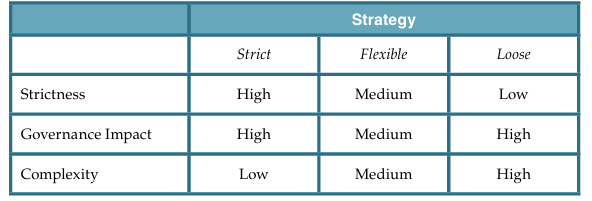 Strategy
Strict Flexible Loose
Strictness High Medium Low
Governance Impact High Medium High
Complexity Low Medium High